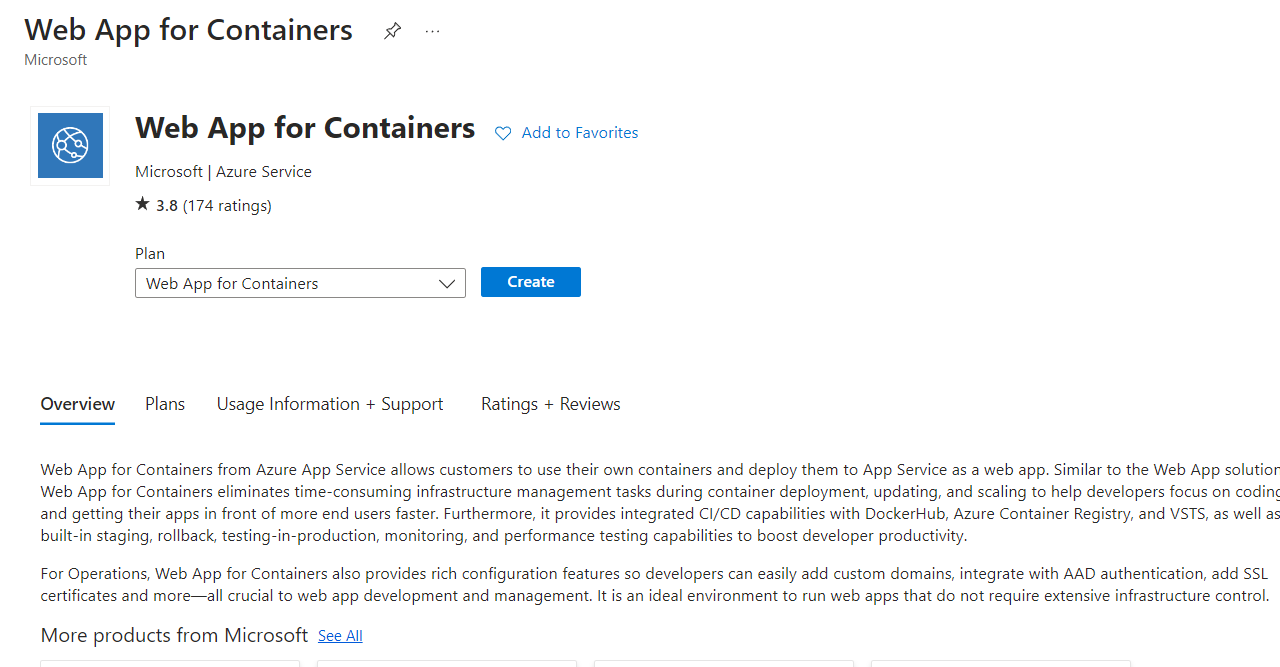 Web App for Containers
Microsoft
Web App for Containers
Add to Favorites
Microsoft | Azure Service
★ 3.8 (174 ratings)
Plan
Web App for Containers
Create
Overview Plans Usage Information + Support Ratings + Reviews
Web App for Containers from Azure App Service allows customers to use their own containers and deploy them to App Service as a web app. Similar to the Web App solution
Web App for Containers eliminates time-consuming infrastructure management tasks during container deployment, updating, and scaling to help developers focus on coding
and getting their apps in front of more end users faster. Furthermore, it provides integrated CI/CD capabilities with DockerHub, Azure Container Registry, and VSTS, as well as
built-in staging, rollback, testing-in-production, monitoring, and performance testing capabilities to boost developer productivity.
For Operations, Web App for Containers also provides rich configuration features so developers can easily add custom domains, integrate with AAD authentication, add SSL
certificates and more—all crucial to web app development and management. It is an ideal environment to run web apps that do not require extensive infrastructure control.
More products from Microsoft See All